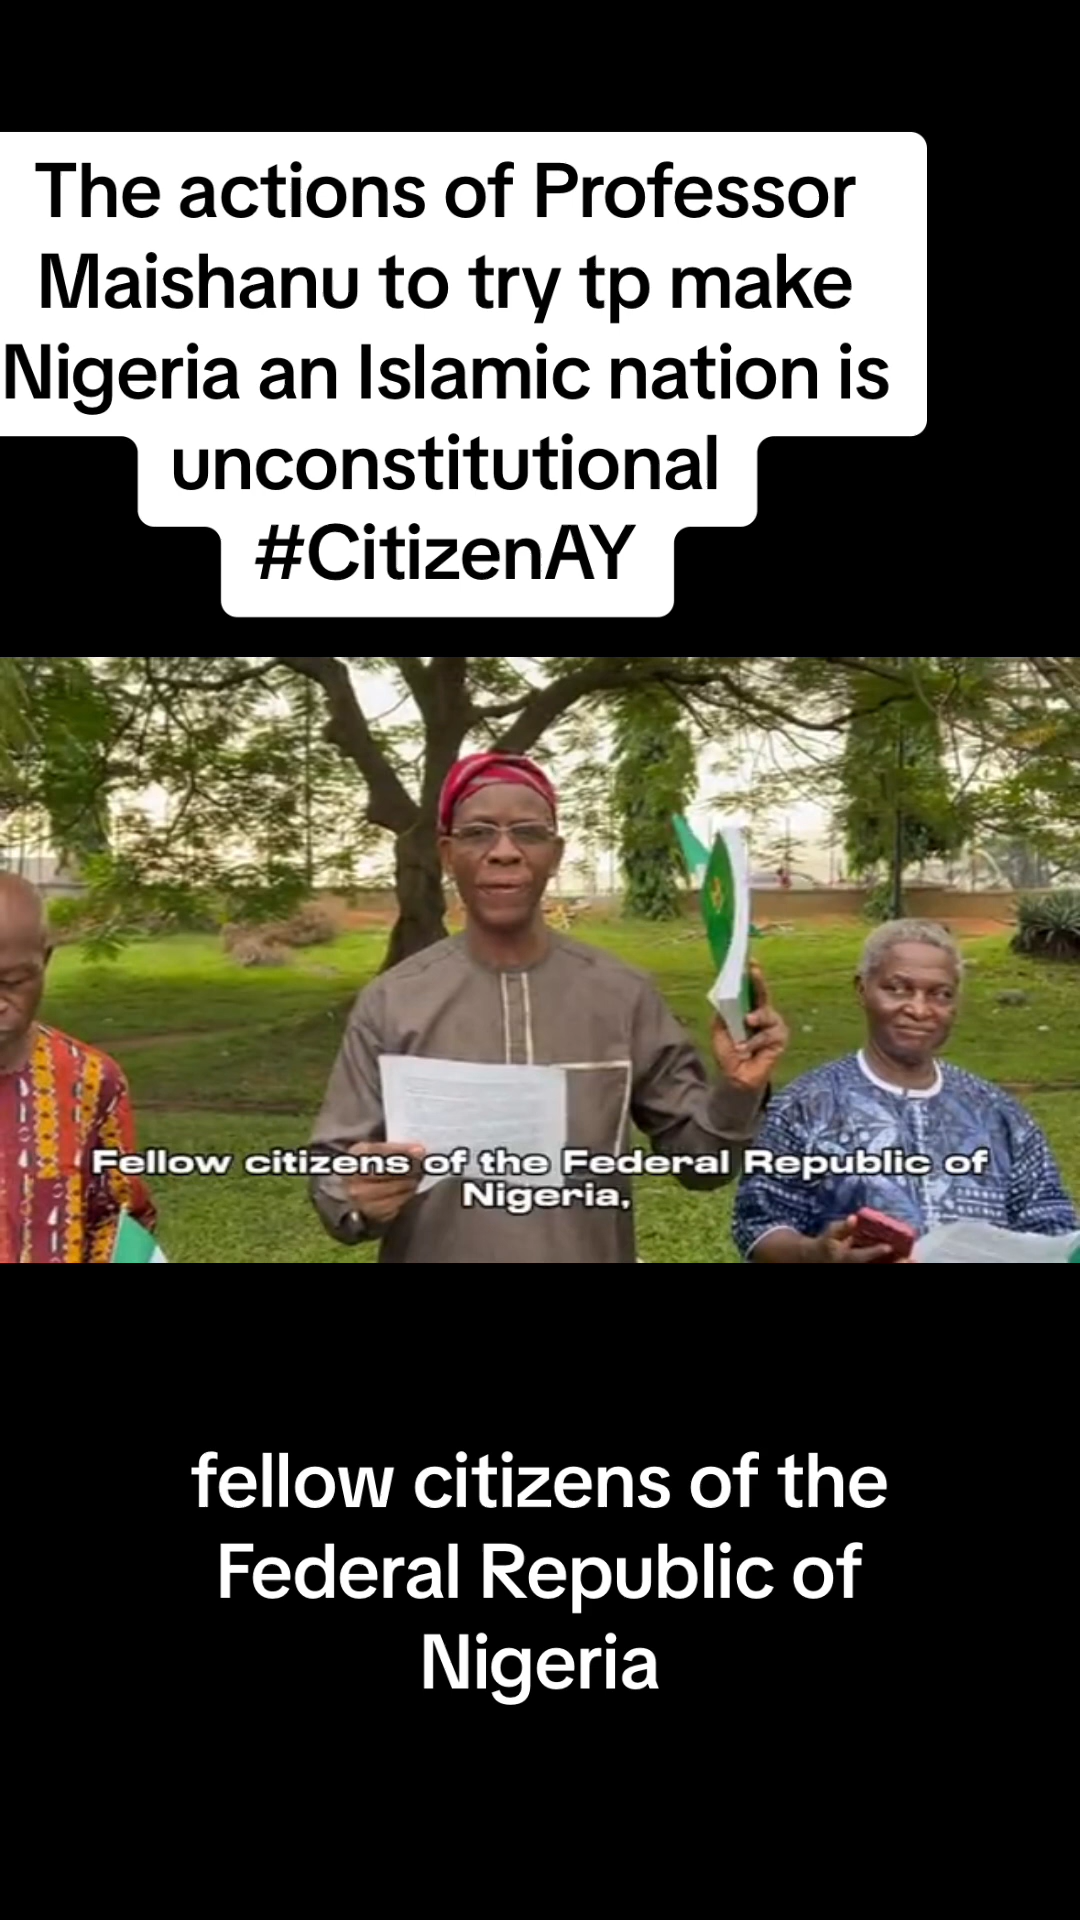 The actions of Professor
Maishanu to try tp make
Nigeria an Islamic nation is
unconstitutional
#CitizenAY
Fellow citizens of the Federal Republic of
Nigeria,
fellow citizens of the
Federal Republic of
Nigeria